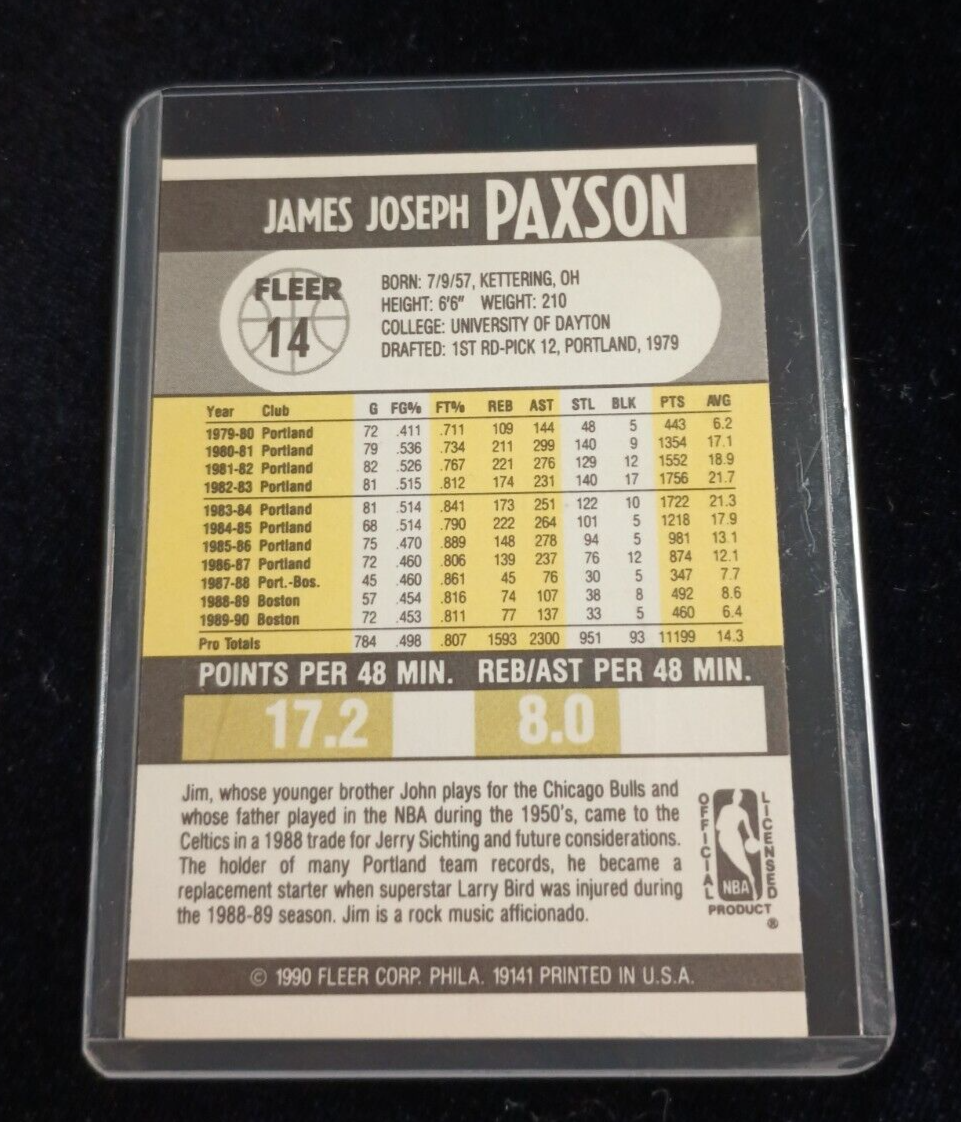 JAMES JOSEPH PAXSON
FLEER
14
BORN: 7/9/57, KETTERING, OH
HEIGHT: 6'6" WEIGHT: 210
COLLEGE: UNIVERSITY OF DAYTON
DRAFTED: 1ST RD-PICK 12, PORTLAND, 1979
Year Club G FG% FT% REB AST STL BLK PTS AVG
1979-80 Portland 72 .411 .711 109 144 48 5 443 6.2
1980-81 Portland 79 .536 .734 211 299 140 9 1354 17.1
1981-82 Portland 82 .526 .767 221 276 129 12 1552 18.9
1982-83 Portland 81 .515 .812 174 231 140 17 1756 21.7
1983-84 Portland 81 .514 .841 173 251 122 10 1722 21.3
1984-85 Portland 68 .514 .790 222 264 101 5 1218 17.9
1985-86 Portland 75 .470 .889 148 278 94 5 981 13.1
1986-87 Portland 72 .460 .806 139 237 76 12 874 12.1
1987-88 Port.-Bos. 45 .460 .861 45 76 30 5 347 7.7
1988-89 Boston 57 .454 .816 74 107 38 8 492 8.6
1989-90 Boston 72 .453 .811 77 137 33 5 460 6.4
Pro Totals 784 .498 .807 1593 2300 951 93 11199 14.3
POINTS PER 48 MIN. REB/AST PER 48 MIN.
17.2 8.0
Jim, whose younger brother John plays for the Chicago Bulls and
whose father played in the NBA during the 1950's, came to the
Celtics in a 1988 trade for Jerry Sichting and future considerations.
The holder of many Portland team records, he became a
replacement starter when superstar Larry Bird was injured during
the 1988-89 season. Jim is a rock music afficionado.
OFFICIAL
NBA
LICENSED
PRODUCT
®
© 1990 FLEER CORP. PHILA. 19141 PRINTED IN U.S.A.